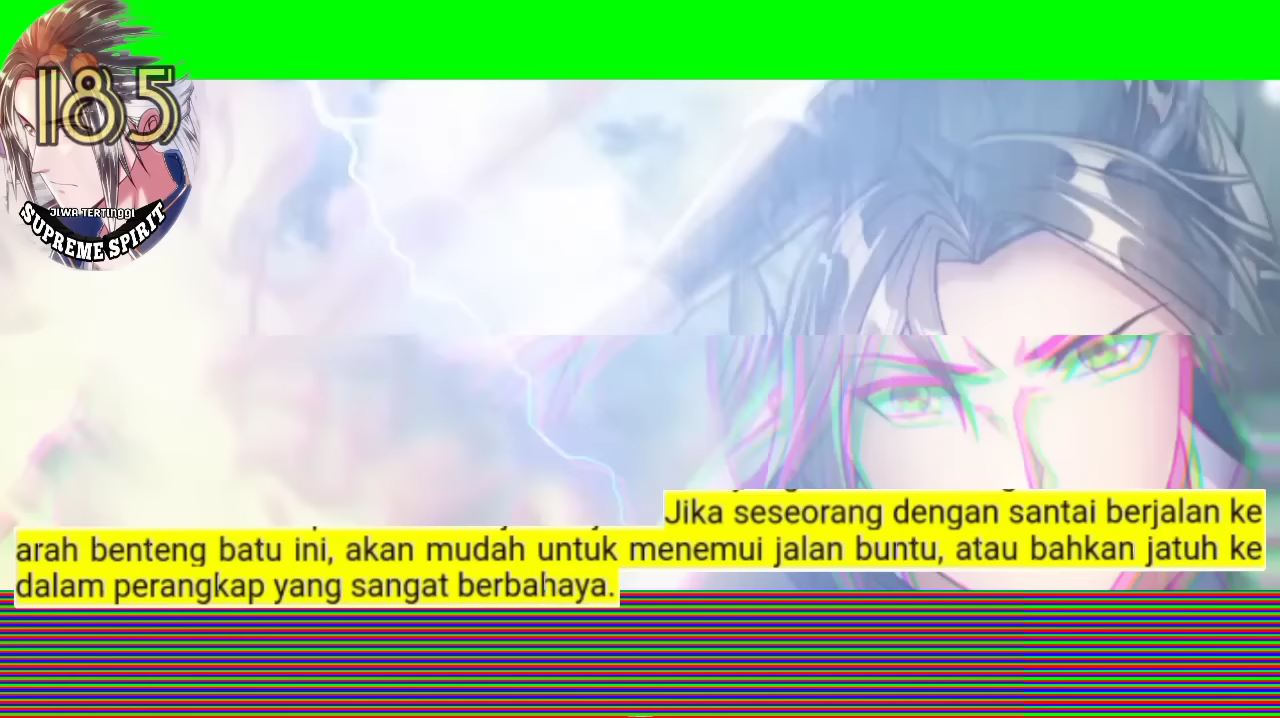 185
JIWA TERTINGGI
SUPREME SPIRIT
Jika seseorang dengan santai berjalan ke
arah benteng batu ini, akan mudah untuk menemui jalan buntu, atau bahkan jatuh ke
dalam perangkap yang sangat berbahaya.